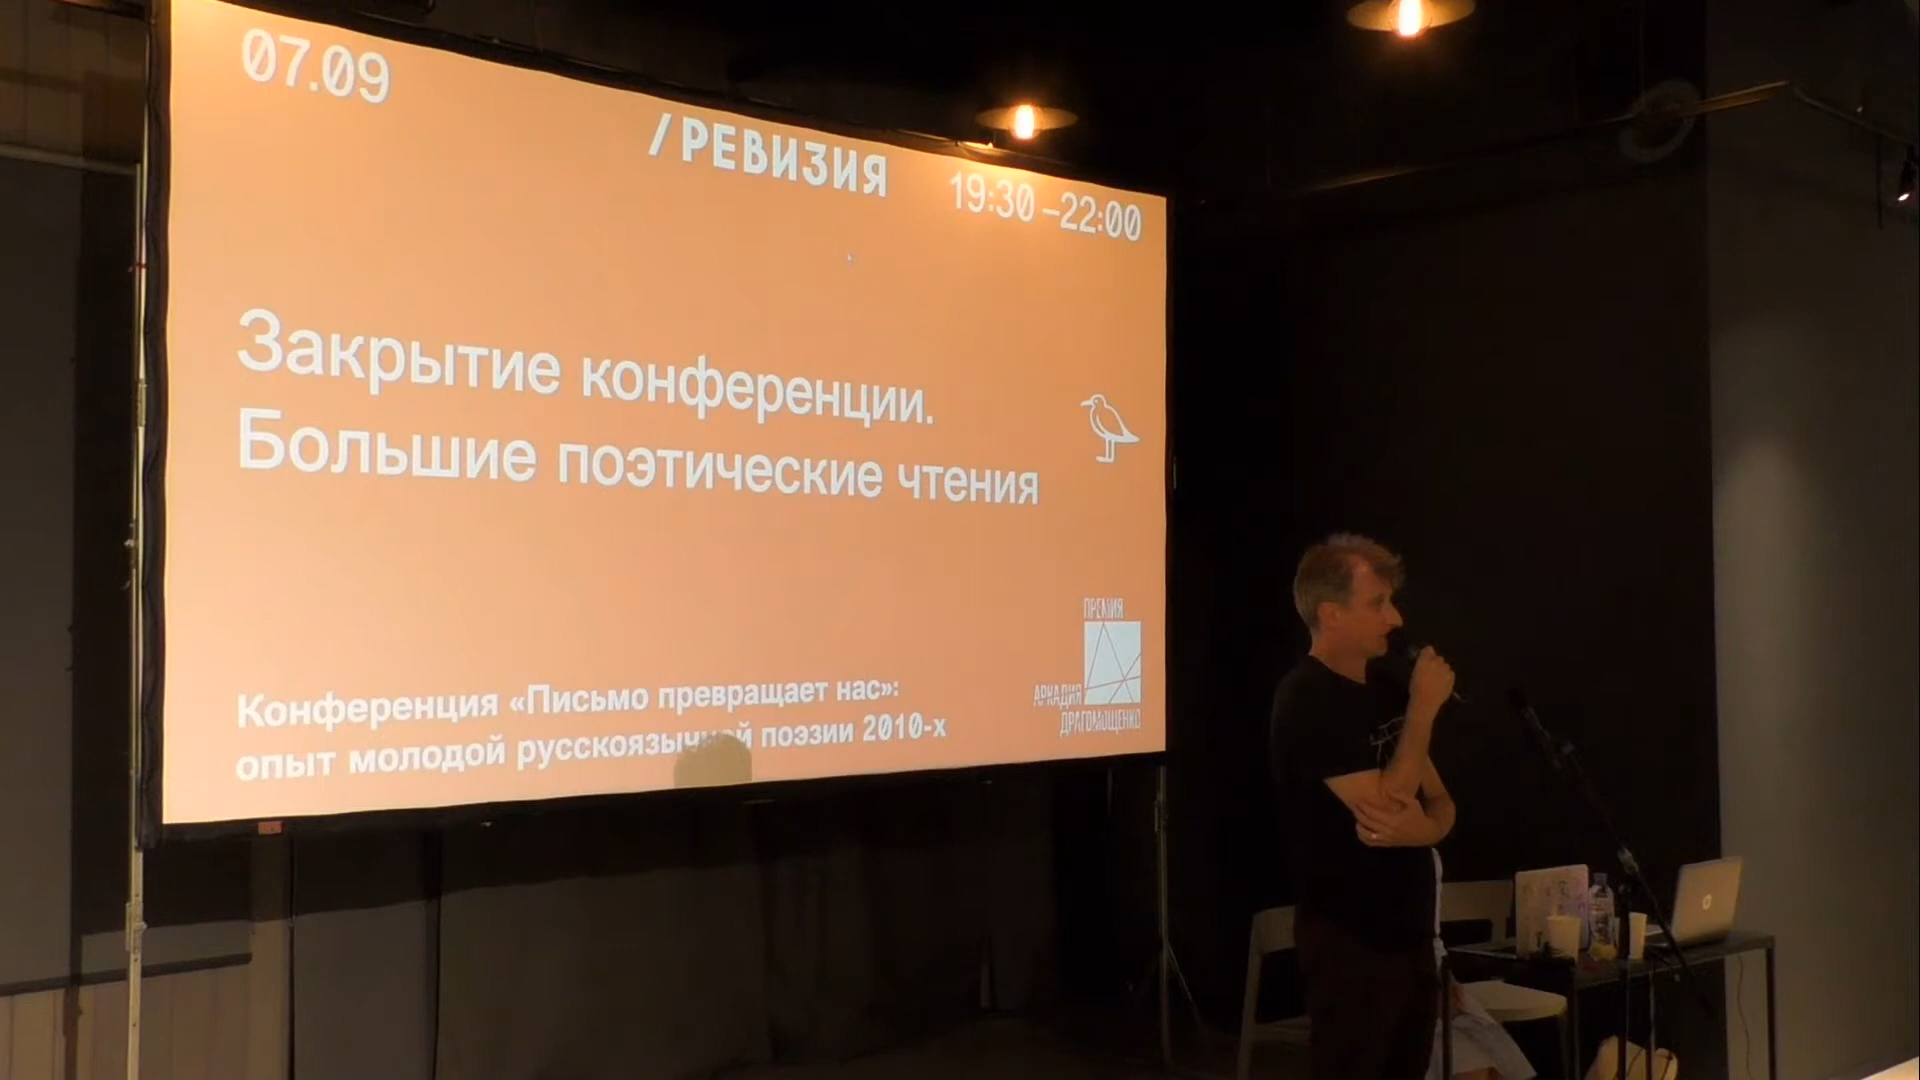 07.09
/РЕВИЗИЯ
19:30–22:00
Закрытие конференции.
Большие поэтические чтения
Конференция «Письмо превращает нас»:
опыт молодой русскоязычной поэзии 2010-х
ПРЕМИЯ
АРКАДИЯ
ДРАГОМОЩЕНКО
hp